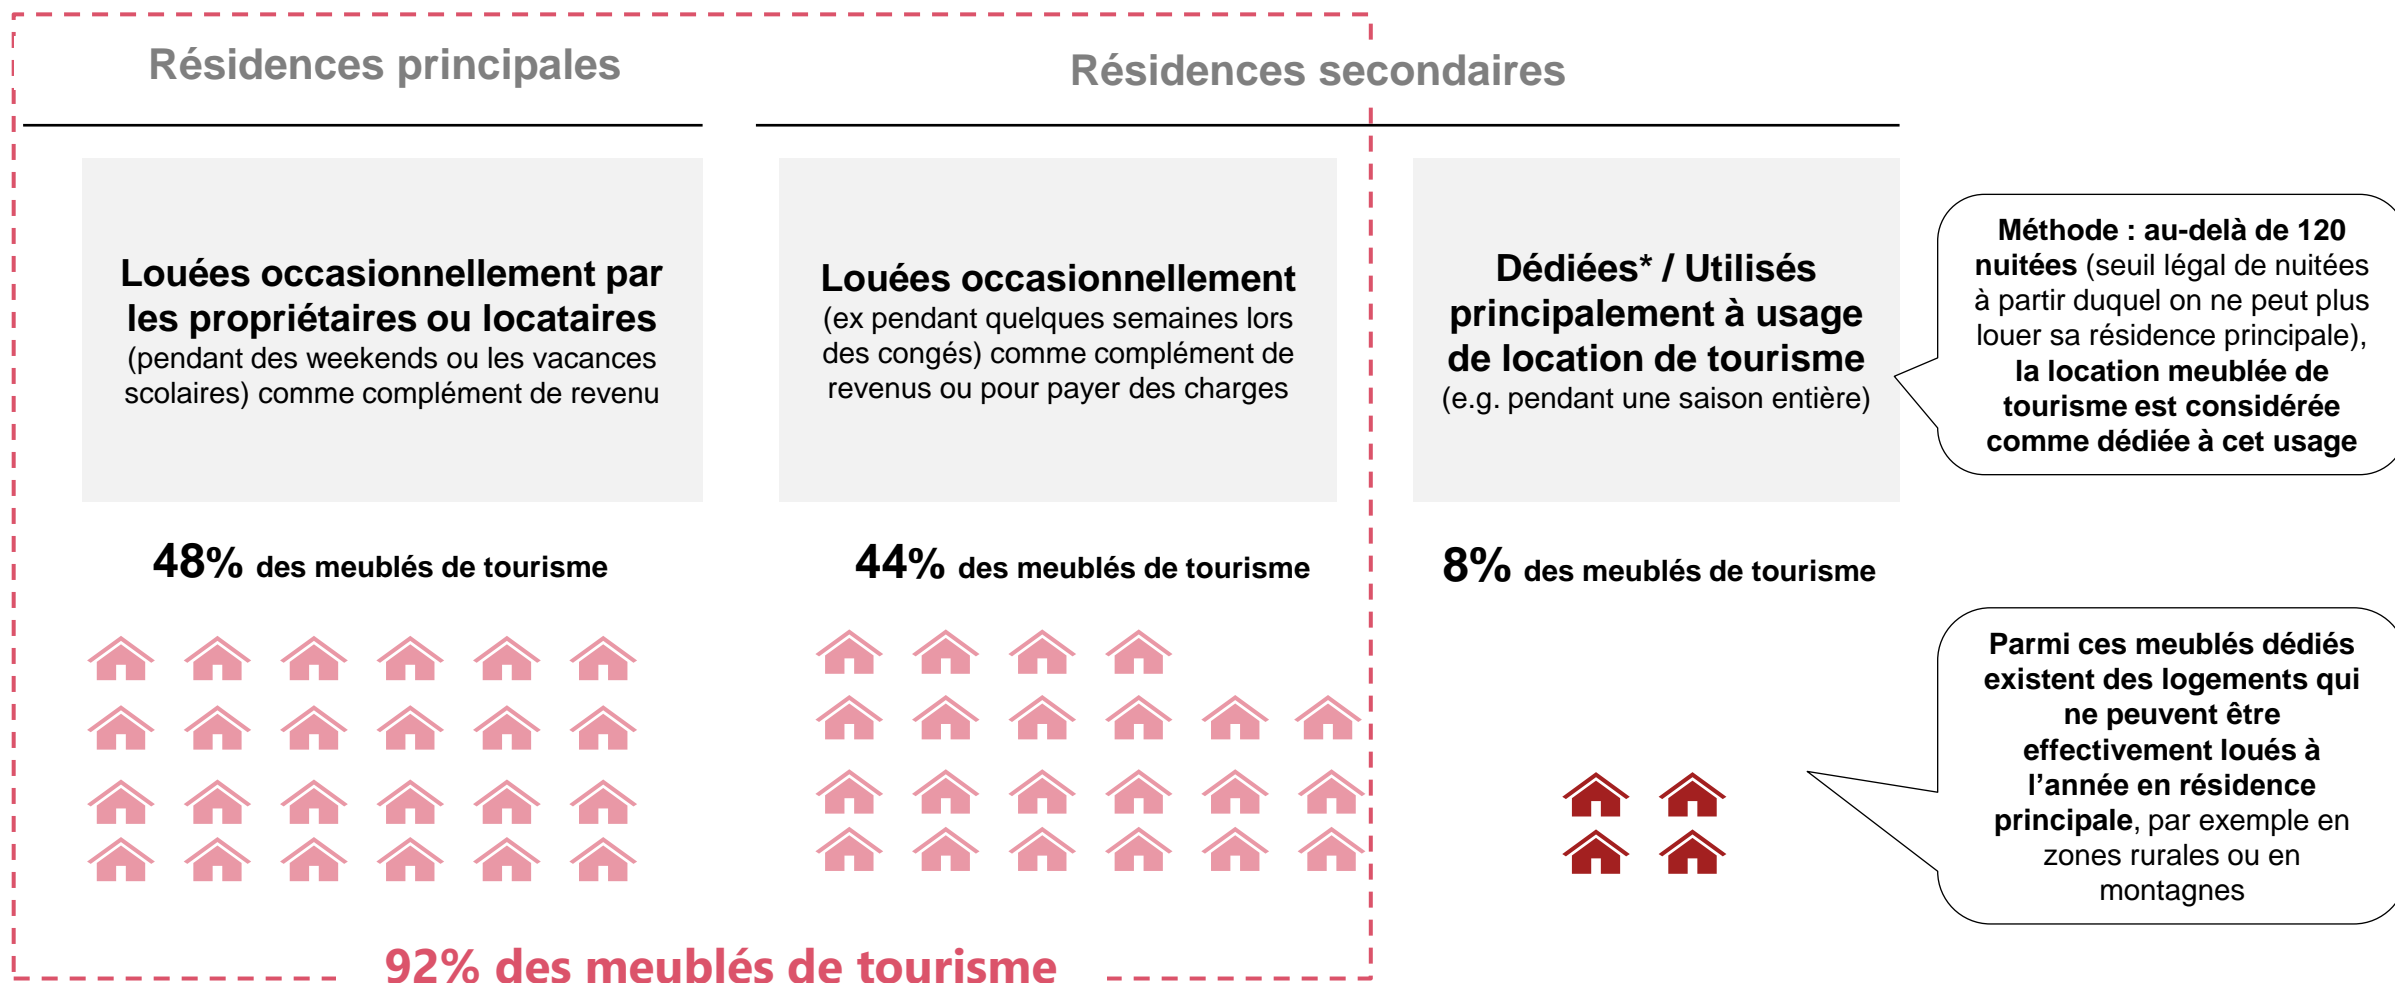 Résidences principales
Résidences secondaires
Louées occasionnellement par
les propriétaires ou locataires
(pendant des weekends ou les vacances
scolaires) comme complément de revenu
Louées occasionnellement
(ex pendant quelques semaines lors
des congés) comme complément de
revenus ou pour payer des charges
Dédiées* / Utilisés
principalement à usage
de location de tourisme
(e.g. pendant une saison entière)
Méthode : au-delà de 120
nuitées (seuil légal de nuitées
à partir duquel on ne peut plus
louer sa résidence principale),
la location meublée de
tourisme est considérée
comme dédiée à cet usage
48% des meublés de tourisme
44% des meublés de tourisme
8% des meublés de tourisme
Parmi ces meublés dédiés
existent des logements qui
ne peuvent être
effectivement loués à
l’année en résidence
principale, par exemple en
zones rurales ou en
montagnes
92% des meublés de tourisme